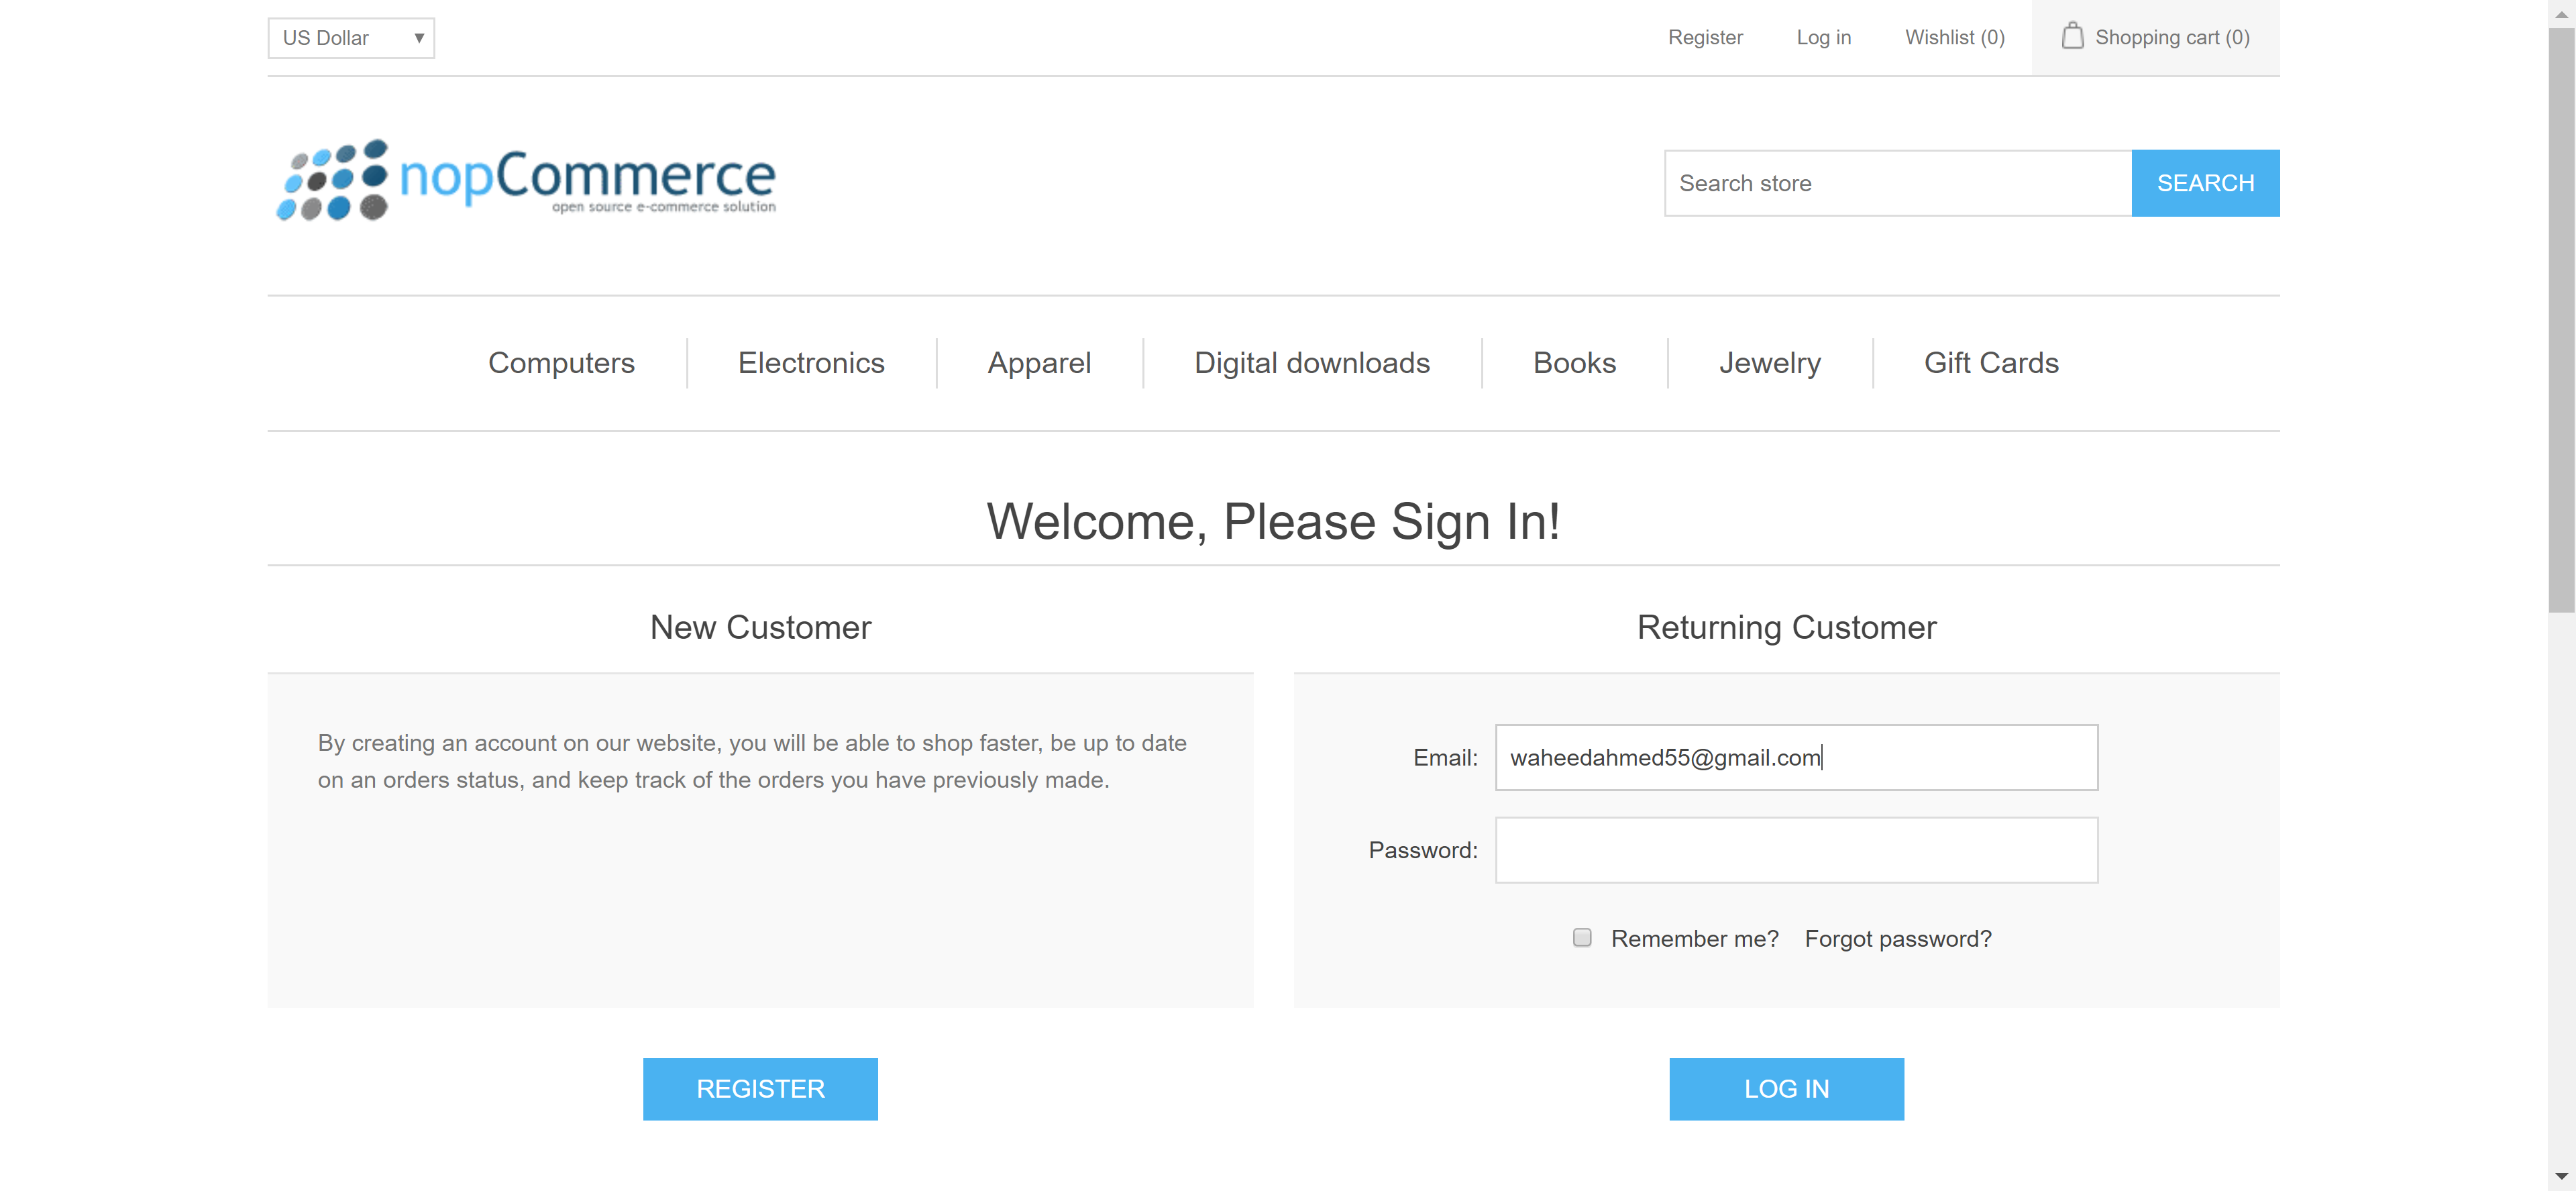 US Dollar
Register
Log in
Wishlist (0)
Shopping cart (0)
nopCommerce
open source e-commerce solution
Search store
SEARCH
Computers
Electronics
Apparel
Digital downloads
Books
Jewelry
Gift Cards
Welcome, Please Sign In!
New Customer
By creating an account on our website, you will be able to shop faster, be up to date
on an orders status, and keep track of the orders you have previously made.
REGISTER
Returning Customer
Email:
waheedahmed55@gmail.com
Password:
Remember me?
Forgot password?
LOG IN